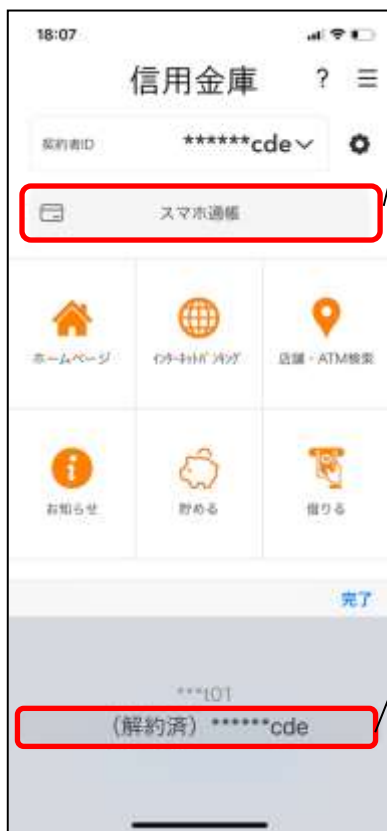 18:07
信用金庫 ?
契約者ID ******cde
スマホ通帳
ホームページ インターネットバンキング 店舗・ATM検索
お知らせ 貯める 借りる
完了
***t01
(解約済) ******cde